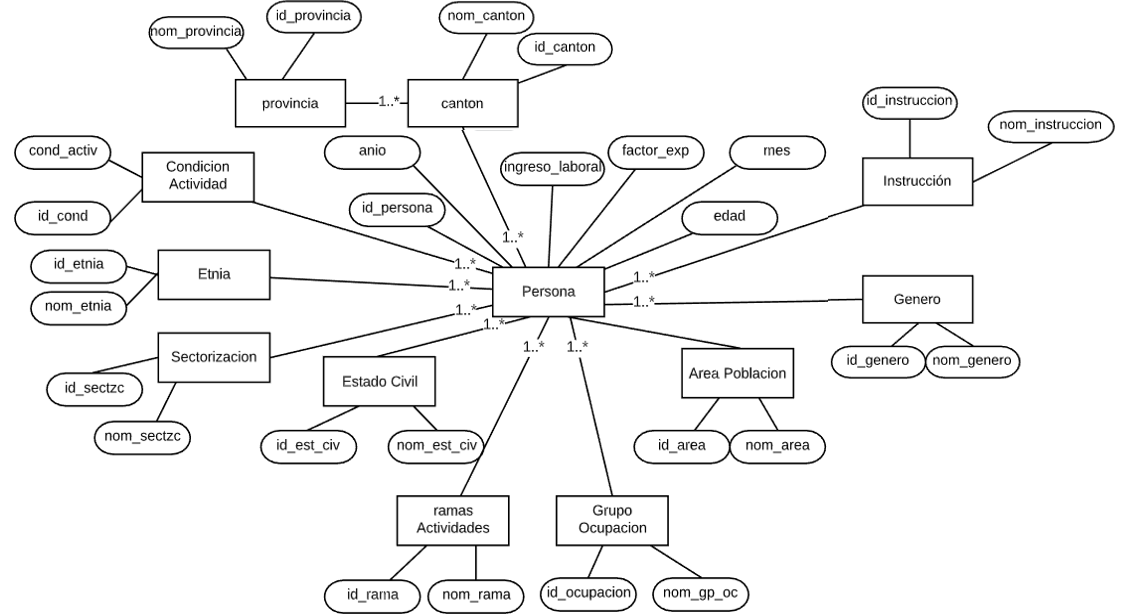 id_provincia
nom_canton
nom_provincia
id_canton
provincia
1..*
canton
id_instruccion
nom_instruccion
cond_activ
Condicion
Actividad
anio
ingreso_laboral
factor_exp
mes
Instrucción
id_cond
id_persona
edad
1..*
id_etnia
Etnia
1..*
1..*
nom_etnia
1..*
Persona
1..*
Genero
1..*
1..*
Sectorizacion
1..*
1..*
id_sectzc
Estado Civil
Area Poblacion
id_genero
nom_genero
nom_sectzc
id_est_civ
nom_est_civ
id_area
nom_area
ramas
Actividades
Grupo
Ocupacion
id_rama
nom_rama
id_ocupacion
nom_gp_oc